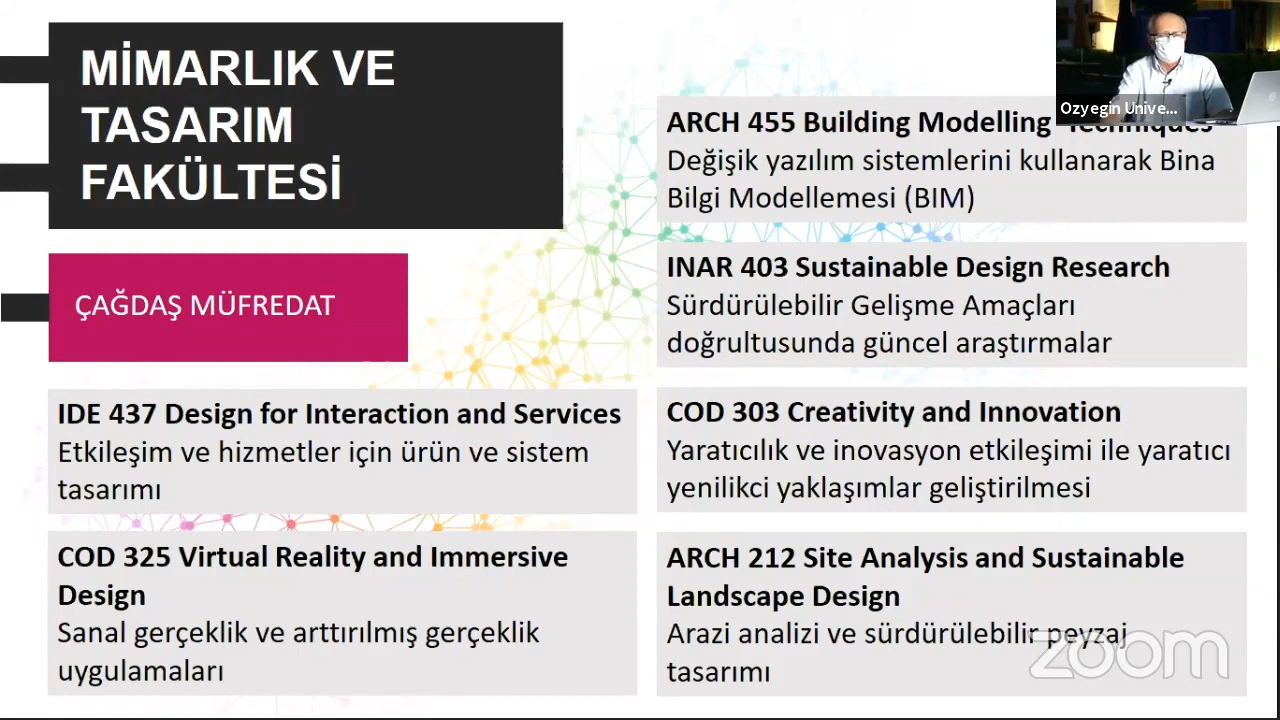 MİMARLIK VE
TASARIM
FAKÜLTESİ
ÇAĞDAŞ MÜFREDAT
IDE 437 Design for Interaction and Services
Etkileşim ve hizmetler için ürün ve sistem
tasarımı
COD 325 Virtual Reality and Immersive
Design
Sanal gerçeklik ve arttırılmış gerçeklik
uygulamaları
Ozyegin Unive...
ARCH 455 Building Modelling Techniques
Değişik yazılım sistemlerini kullanarak Bina
Bilgi Modellemesi (BIM)
INAR 403 Sustainable Design Research
Sürdürülebilir Gelişme Amaçları
doğrultusunda güncel araştırmalar
COD 303 Creativity and Innovation
Yaratıcılık ve inovasyon etkileşimi ile yaratıcı
yenilikci yaklaşımlar geliştirilmesi
ARCH 212 Site Analysis and Sustainable
Landscape Design
Arazi analizi ve sürdürülebilir peyzaj
tasarımı
zoom